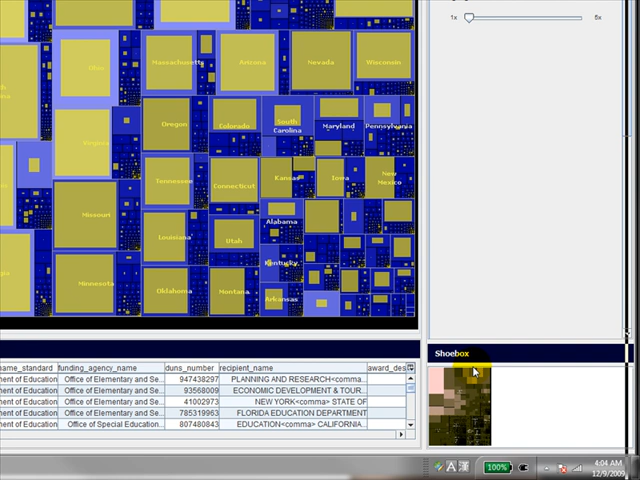 1x 5x
Ohio Massachusetts Arizona Nevada Wisconsin
Oregon Colorado South Carolina Maryland Pennsylvania
Virginia
Tennessee Connecticut Kansas Iowa New Mexico
Missouri Alabama
Louisiana Utah
Kentucky
Minnesota Oklahoma Montana Arkansas
Shoebox
name_standard funding_agency_name duns_number recipient_name award_des
ment of Education Office of Elementary and Se... 947438297 PLANNING AND RESEARCH<comma...
ment of Education Office of Elementary and Se... 93568009 ECONOMIC DEVELOPMENT & TOUR...
ment of Education Office of Elementary and Se... 41002973 NEW YORK<comma> STATE OF
ment of Education Office of Elementary and Se... 785319963 FLORIDA EDUCATION DEPARTMENT
ment of Education Office of Special Education... 807480843 EDUCATION<comma> CALIFORNIA...
A 漢 100% 4:04 AM
12/9/2009